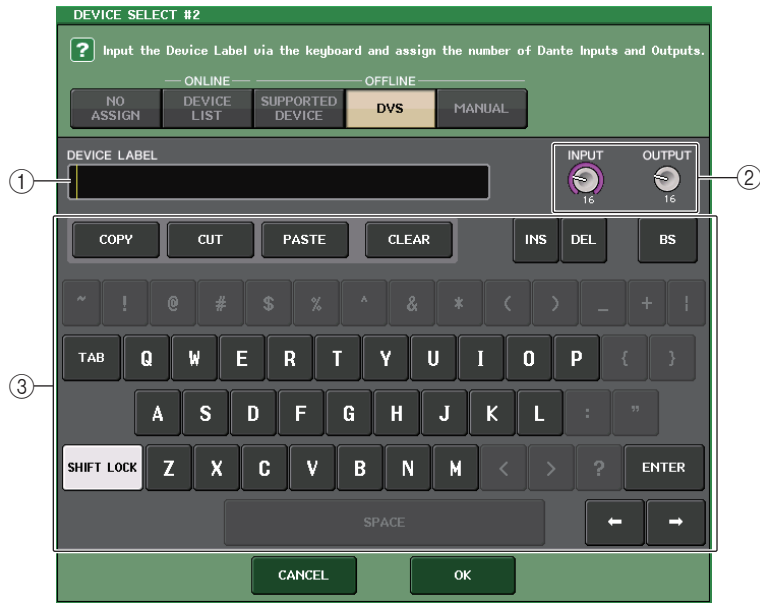 DEVICE SELECT #2
? Input the Device Label via the keyboard and assign the number of Dante Inputs and Outputs.
ONLINE OFFLINE
NO ASSIGN DEVICE LIST SUPPORTED DEVICE DVS MANUAL
DEVICE LABEL INPUT OUTPUT
① ②
16 16
COPY CUT PASTE CLEAR INS DEL BS
~ ! @ # $ % ^ & * ( ) _ + ¦
TAB Q W E R T Y U I O P { }
③
A S D F G H J K L : "
SHIFT LOCK Z X C V B N M < > ? ENTER
SPACE ← →
CANCEL OK